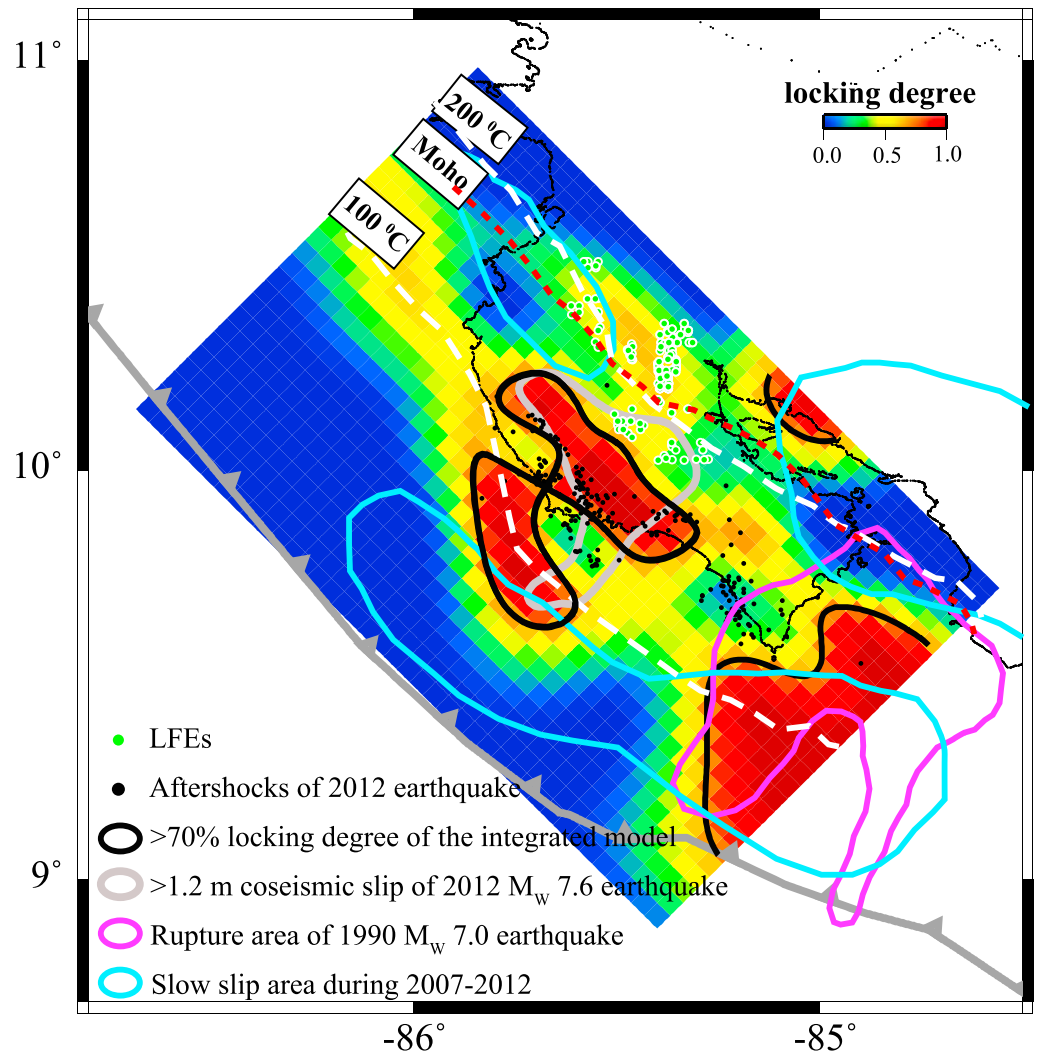 11°
200 ⁰C
Moho
100 ⁰C
locking degree
0.0 0.5 1.0
10°
LFEs
Aftershocks of 2012 earthquake
>70% locking degree of the integrated model
9°
>1.2 m coseismic slip of 2012 MW 7.6 earthquake
Rupture area of 1990 MW 7.0 earthquake
Slow slip area during 2007-2012
-86° -85°